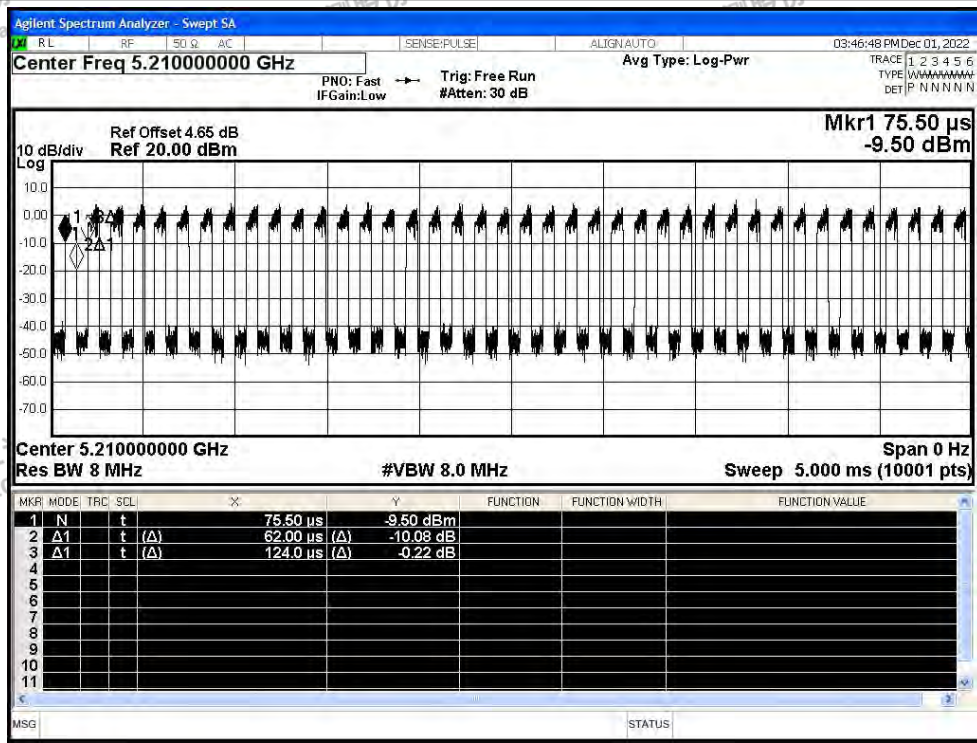 Agilent Spectrum Analyzer - Swept SA
RL RF 50 Ω AC SENSE:PULSE ALIGNAUTO 03:46:48 PM Dec 01, 2022
Center Freq 5.210000000 GHz
PNO: Fast
IFGain:Low
Trig: Free Run
#Atten: 30 dB
Avg Type: Log-Pwr
TRACE 1 2 3 4 5 6
TYPE WWWWWW
DET P N N N N N
Mkr1 75.50 µs
-9.50 dBm
Ref Offset 4.65 dB
10 dB/div Ref 20.00 dBm
Log
10.0
0.00
-10.0
-20.0
-30.0
-40.0
-50.0
-60.0
-70.0
1 3Δ1
2Δ1
Center 5.210000000 GHz Span 0 Hz
Res BW 8 MHz #VBW 8.0 MHz Sweep 5.000 ms (10001 pts)
MKR MODE TRC SCL X Y FUNCTION FUNCTION WIDTH FUNCTION VALUE
1 N t 75.50 µs -9.50 dBm
2 Δ1 t (Δ) 62.00 µs (Δ) -10.08 dB
3 Δ1 t (Δ) 124.0 µs (Δ) -0.22 dB
4
5
6
7
8
9
10
11
MSG STATUS